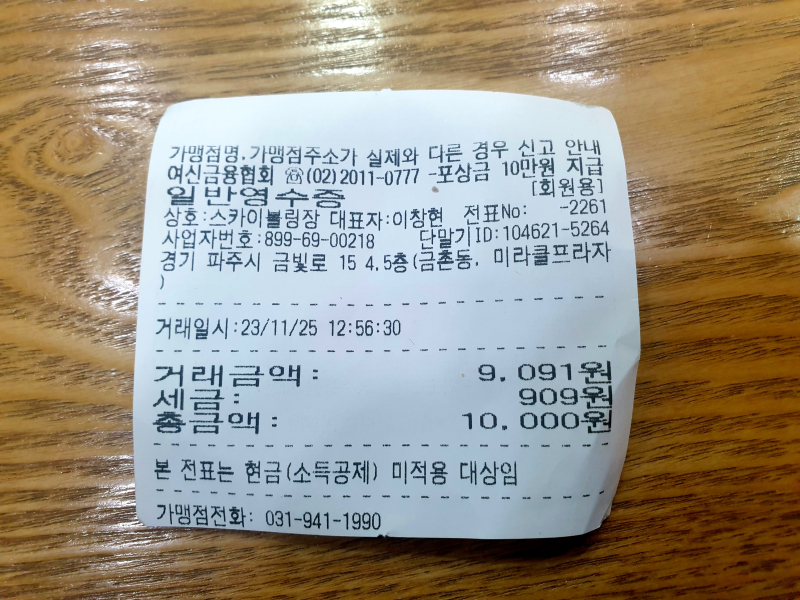 가맹점명.가맹점주소가 실제와 다른 경우 신고 안내
여신금융협회 ☏(02)2011-0777 -포상금 10만원 지급
일반영수증 [회원용]
상호:스카이볼링장 대표자:이창현 전표No: -2261
사업자번호:899-69-00218 단말기ID:104621-5264
경기 파주시 금빛로 15 4.5층(금촌동. 미라클프라자
)
거래일시:23/11/25 12:56:30
거래금액: 9.091원
세금: 909원
총금액: 10.000원
본 전표는 현금(소득공제) 미적용 대상임
가맹점전화: 031-941-1990